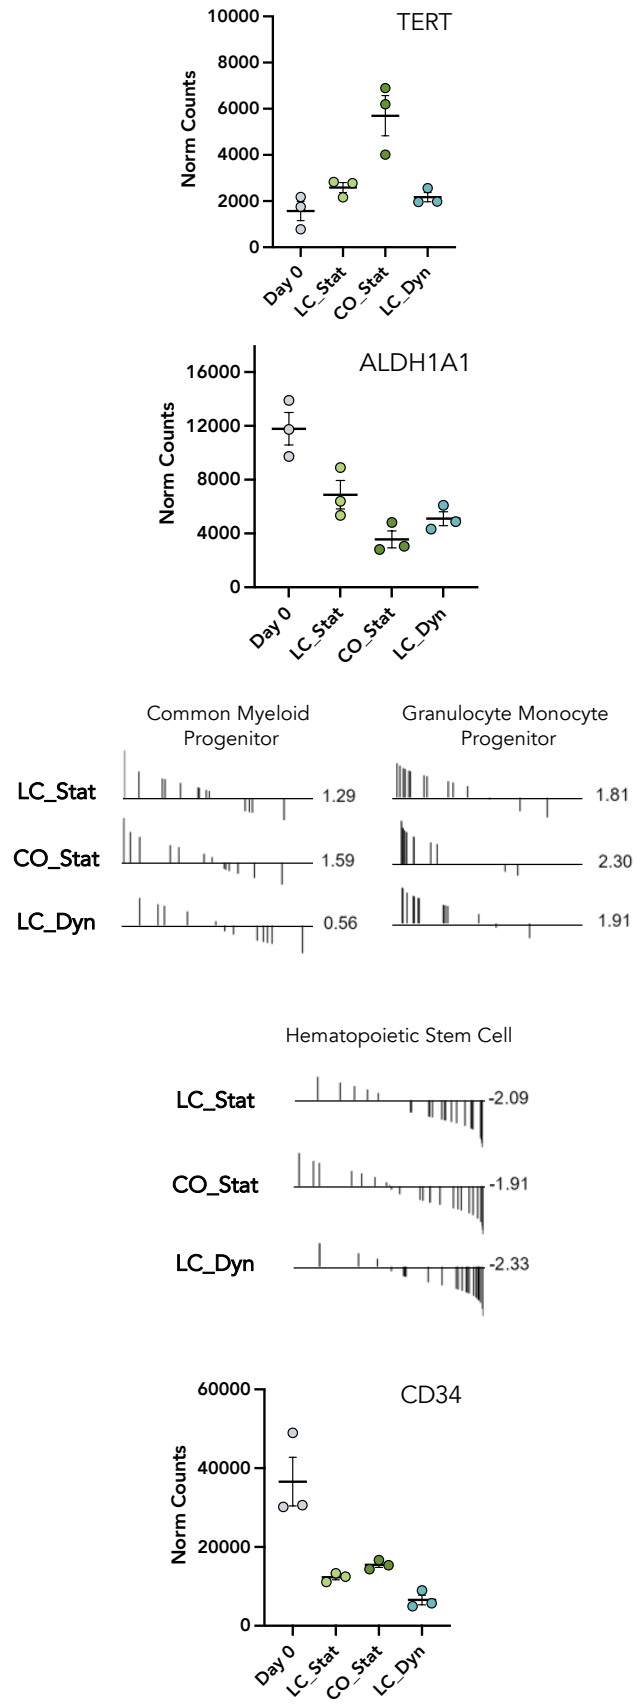 TERT
Norm Counts
10000
8000
6000
4000
2000
0
Day 0
LC_Stat
CO_Stat
LC_Dyn
ALDH1A1
Norm Counts
16000
12000
8000
4000
0
Day 0
LC_Stat
CO_Stat
LC_Dyn
Common Myeloid
Progenitor
Granulocyte Monocyte
Progenitor
LC_Stat 1.29 1.81
CO_Stat 1.59 2.30
LC_Dyn 0.56 1.91
Hematopoietic Stem Cell
LC_Stat -2.09
CO_Stat -1.91
LC_Dyn -2.33
CD34
Norm Counts
60000
40000
20000
0
Day 0
LC_Stat
CO_Stat
LC_Dyn